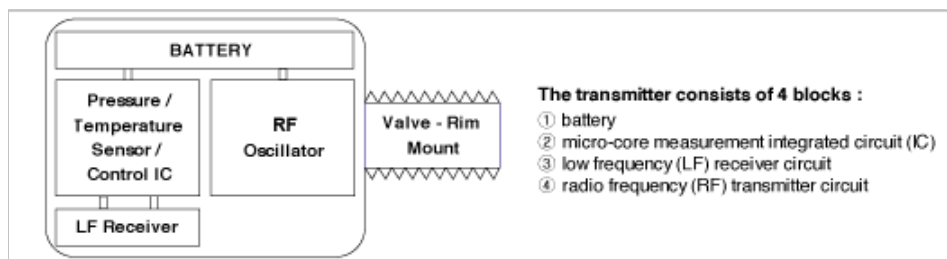 BATTERY
Pressure /
Temperature
Sensor /
Control IC
RF
Oscillator
Valve - Rim
Mount
LF Receiver
The transmitter consists of 4 blocks :
① battery
② micro-core measurement integrated circuit (IC)
③ low frequency (LF) receiver circuit
④ radio frequency (RF) transmitter circuit